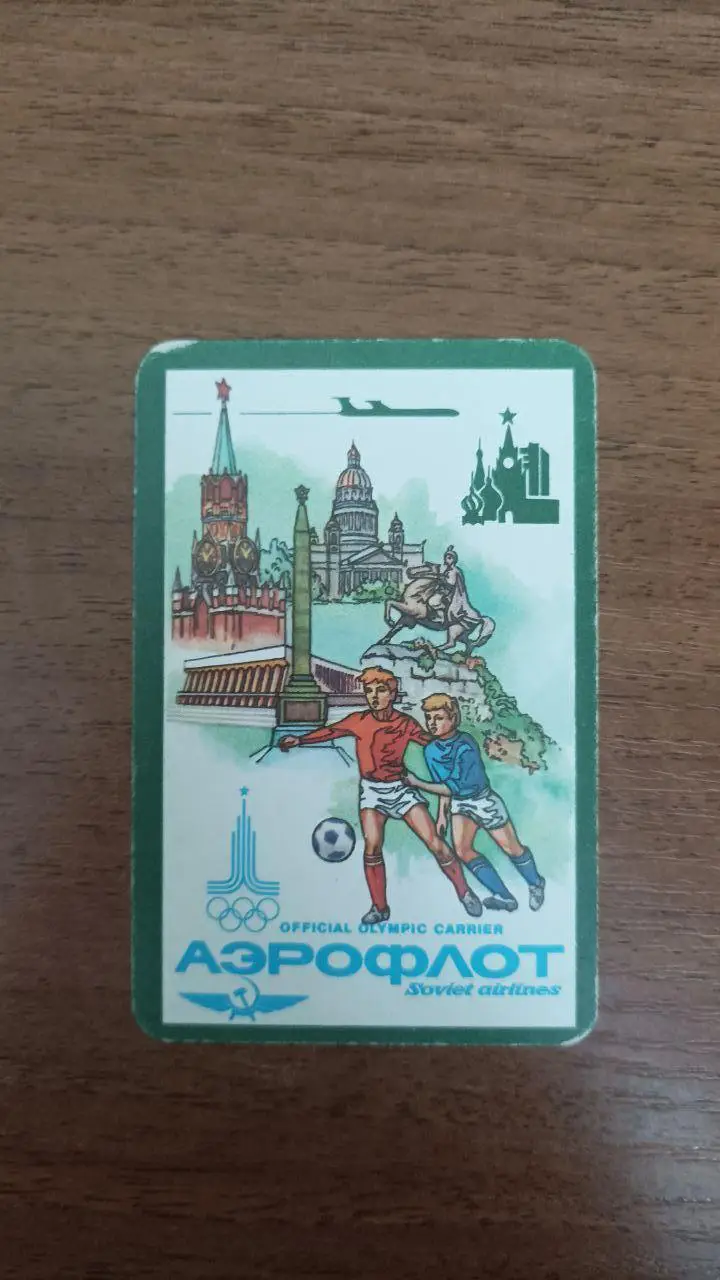 OFFICIAL OLYMPIC CARRIER
АЭРОФЛОТ
Soviet airlines